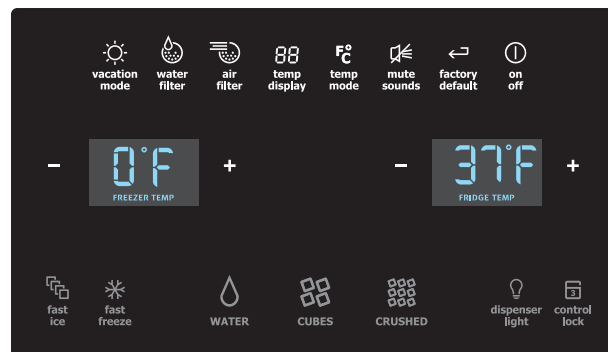 88 F°C
vacation mode
water filter
air filter
temp display
temp mode
mute sounds
factory default
on off
- 0°F + - 37°F +
FREEZER TEMP FRIDGE TEMP
3
fast ice
fast freeze
WATER
CUBES
CRUSHED
dispenser light
control lock